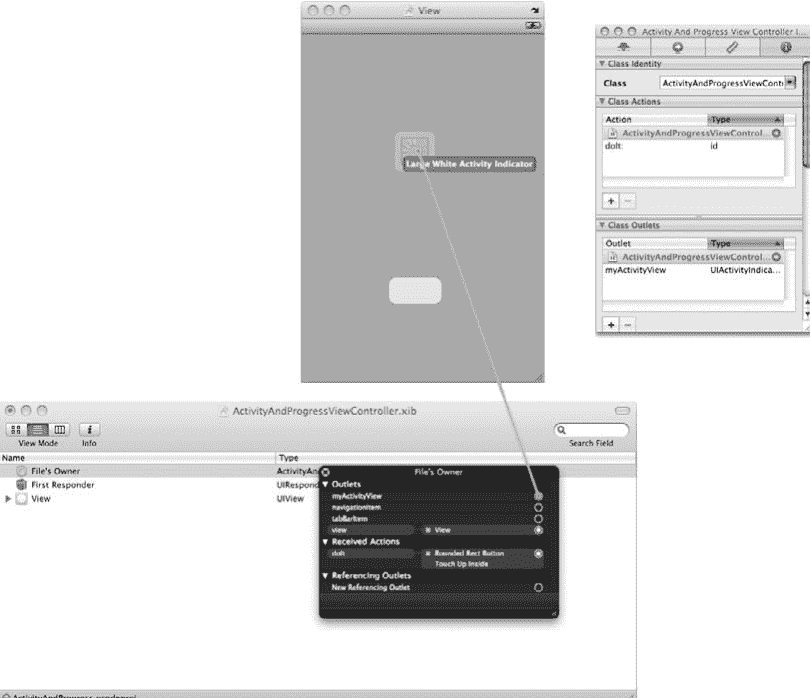 View
Large White Activity Indicator
Activity And Progress View Controller I...
Class Identity
Class ActivityAndProgressViewContr
Class Actions
Action Type
ActivityAndProgressViewControl...
doIt: id
+ −
Class Outlets
Outlet Type
ActivityAndProgressViewControl...
myActivityView UIActivityIndica...
+ −
ActivityAndProgressViewController.xib
View Mode Info Search Field
Name Type
File's Owner ActivityAn
First Responder UIRespond
View UIView
File's Owner
Outlets
myActivityView
navigationItem
tabBarItem
view View
Received Actions
doIt Rounded Rect Button
Touch Up Inside
Referencing Outlets
New Referencing Outlet